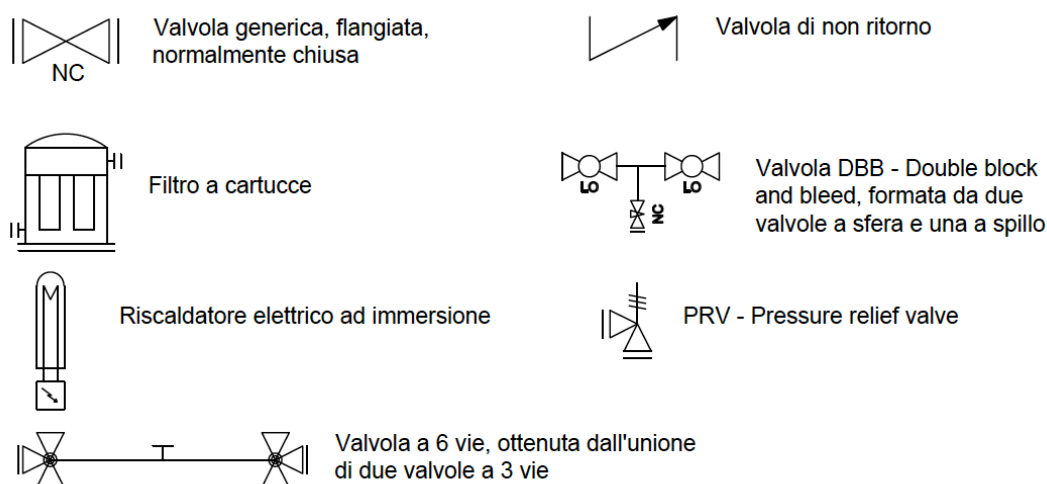 Valvola generica, flangiata,
normalmente chiusa
NC
Valvola di non ritorno
Filtro a cartucce
LO
LO
NC
Valvola DBB - Double block
and bleed, formata da due
valvole a sfera e una a spillo
Riscaldatore elettrico ad immersione
PRV - Pressure relief valve
Valvola a 6 vie, ottenuta dall'unione
di due valvole a 3 vie